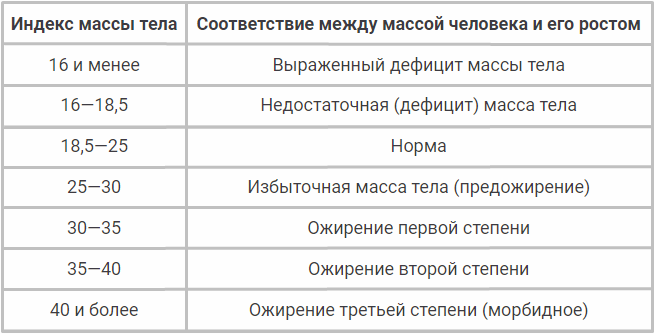 Индекс массы тела Соответствие между массой человека и его ростом
16 и менее Выраженный дефицит массы тела
16—18,5 Недостаточная (дефицит) масса тела
18,5—25 Норма
25—30 Избыточная масса тела (предожирение)
30—35 Ожирение первой степени
35—40 Ожирение второй степени
40 и более Ожирение третьей степени (морбидное)